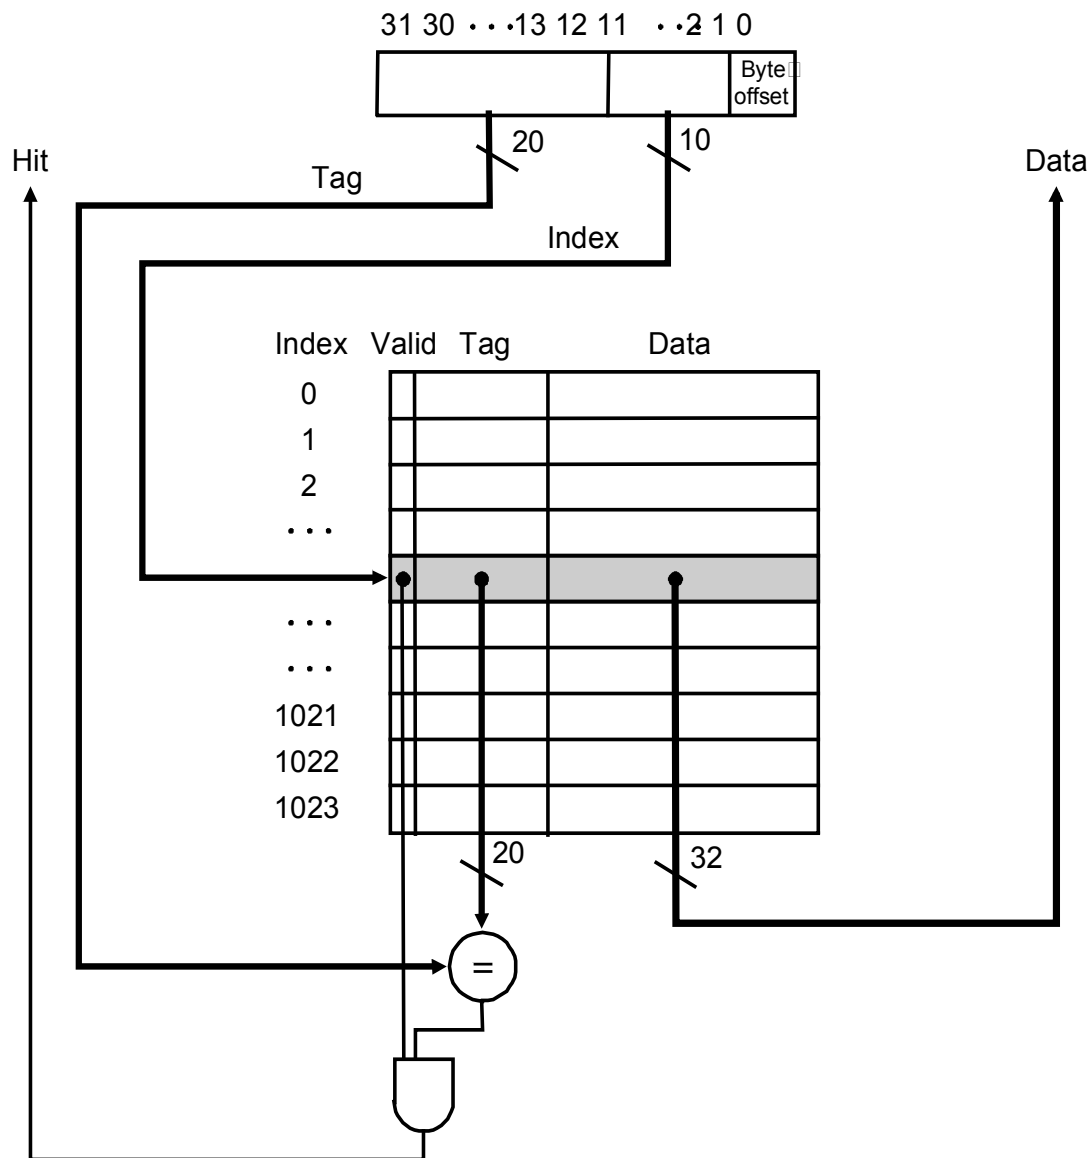 31 30 ···13 12 11 ···2 1 0
Byte
offset
20
10
Hit
Data
Tag
Index
Index Valid Tag Data
0
1
2
···
···
···
1021
1022
1023
20
32
=